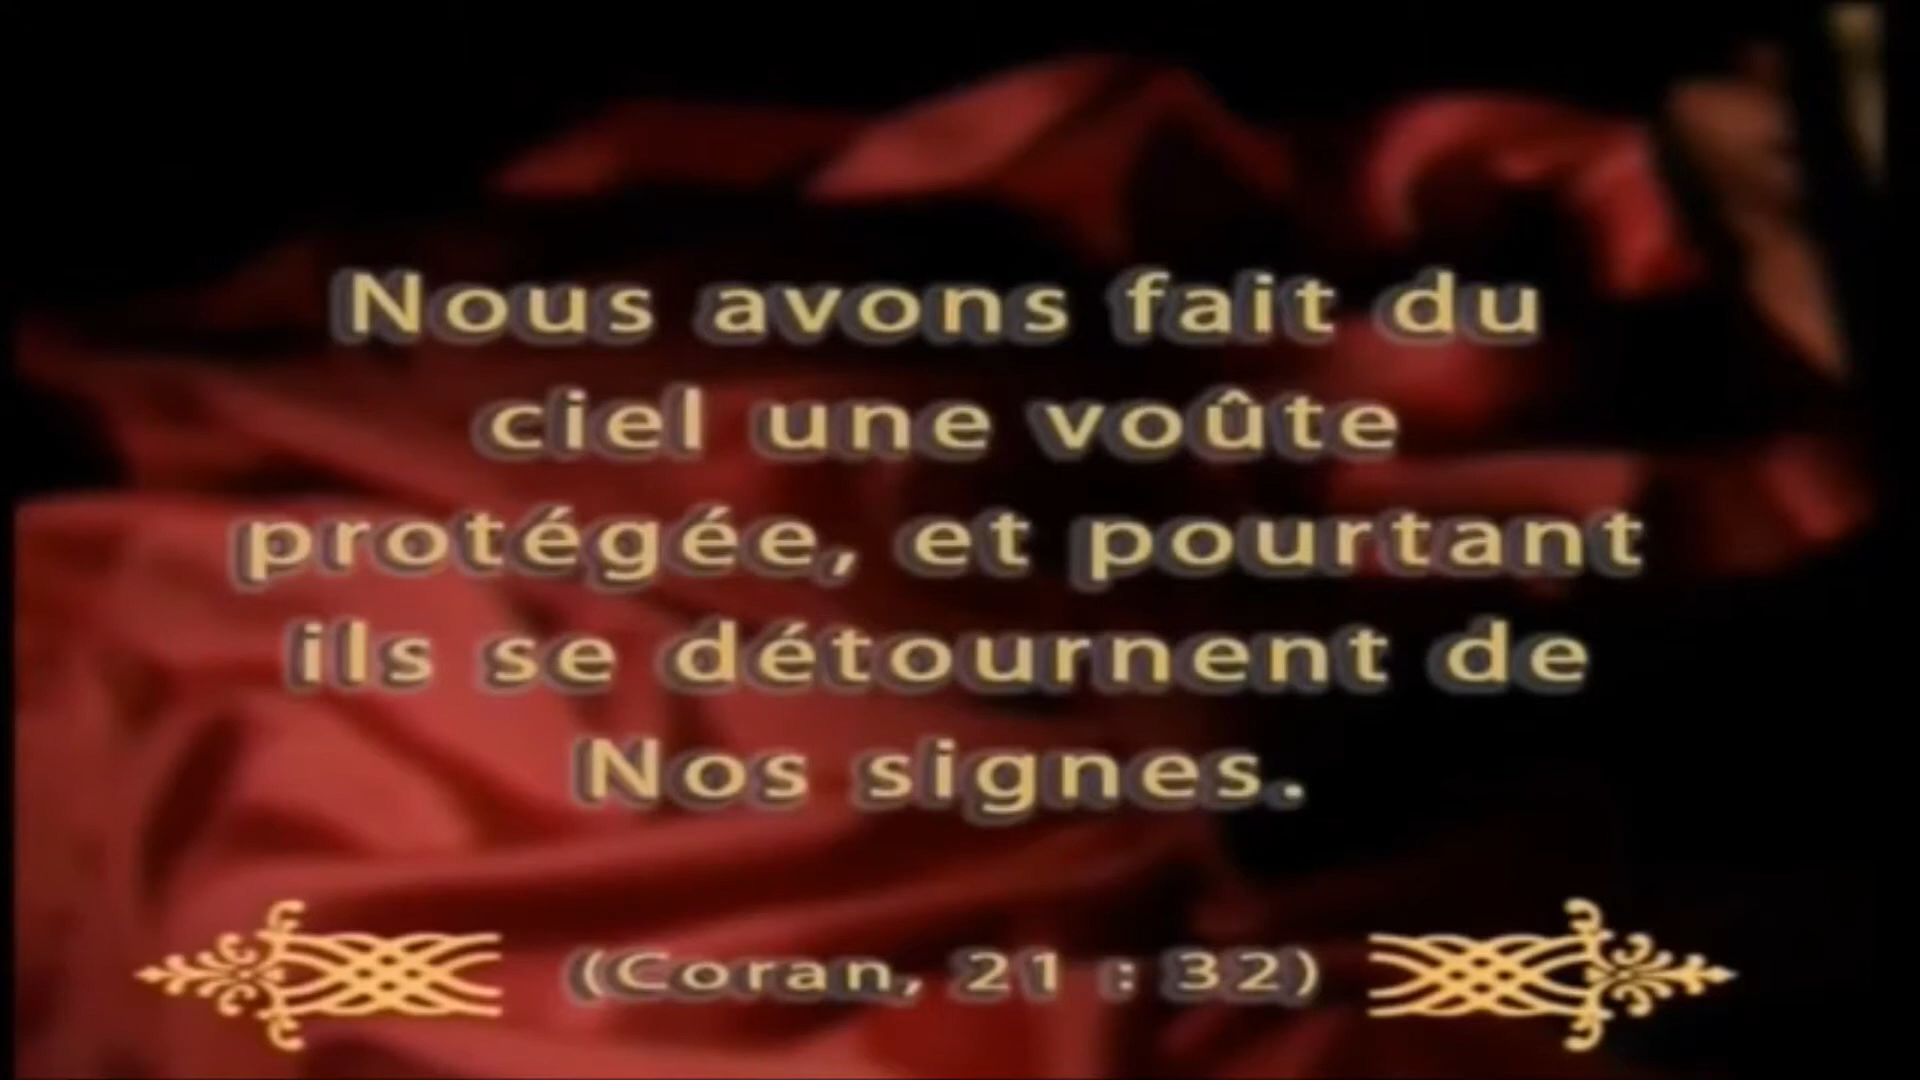 Nous avons fait du
ciel une voûte
protégée, et pourtant
ils se détournent de
Nos signes.
(Coran, 21 : 32)